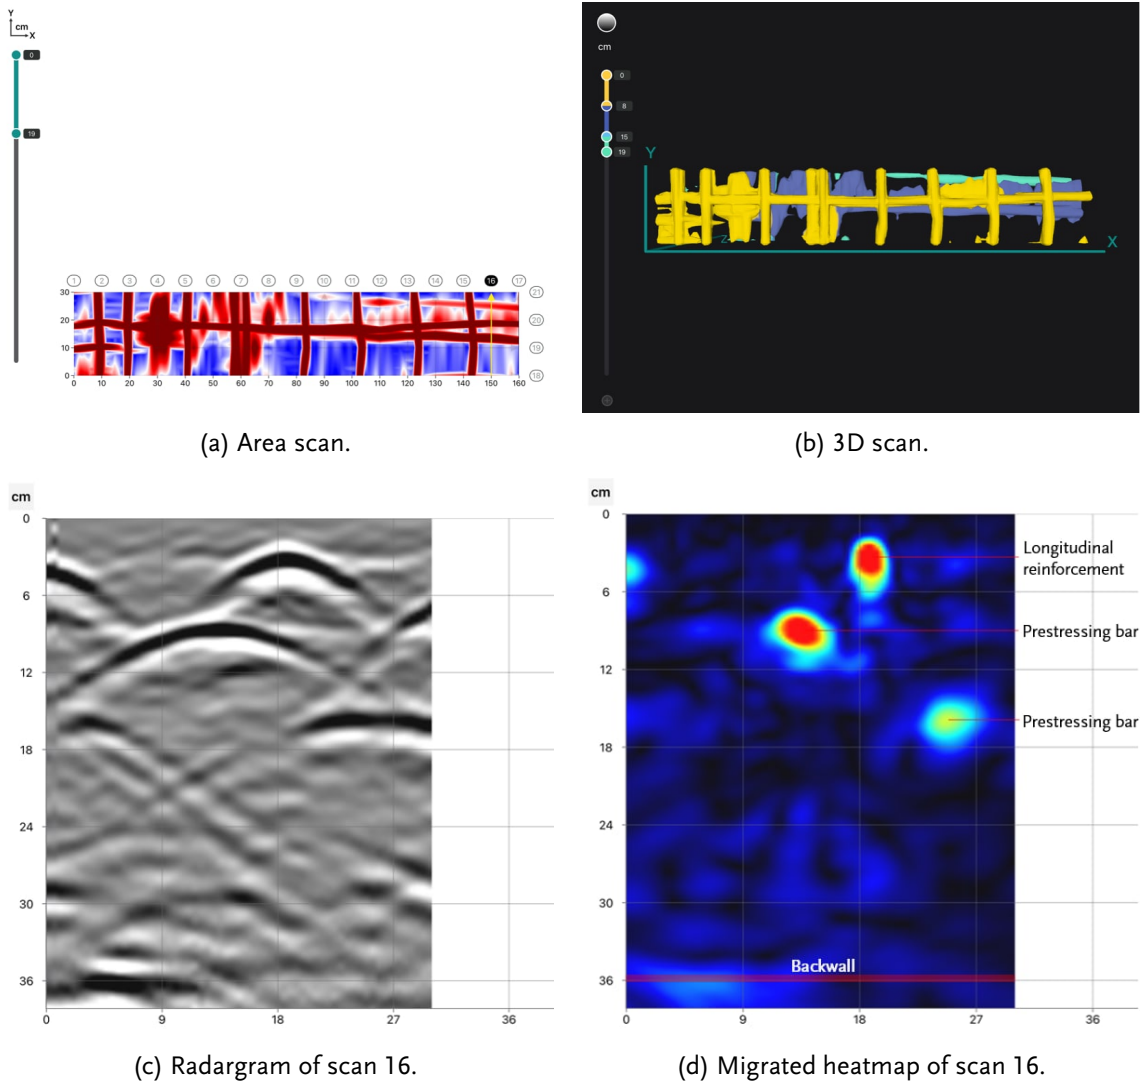 Y
cm
X
0
19
1 2 3 4 5 6 7 8 9 10 11 12 13 14 15 16 17
30 21
20 20
10 19
0 18
0 10 20 30 40 50 60 70 80 90 100 110 120 130 140 150 160
(a) Area scan.
cm
0
8
15
19
Y
Z
X
(b) 3D scan.
cm
0
6
12
18
24
30
36
0 9 18 27 36
(c) Radargram of scan 16.
cm
0
Longitudinal
reinforcement
6
Prestressing bar
12
Prestressing bar
18
24
30
Backwall
36
0 9 18 27 36
(d) Migrated heatmap of scan 16.